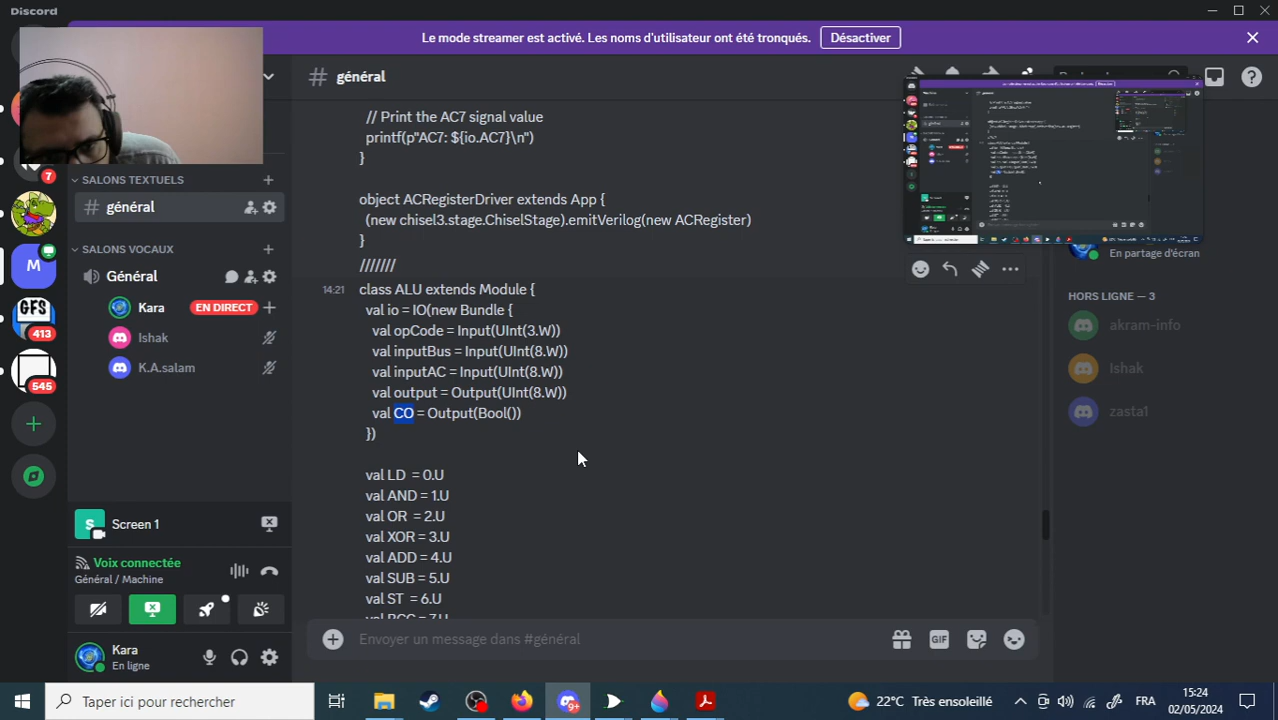 Discord
Le mode streamer est activé. Les noms d'utilisateur ont été tronqués.
Désactiver
général
SALONS TEXTUELS
général
SALONS VOCAUX
Général
Kara
EN DIRECT
Ishak
K.A.salam
7
413
545
M
GFS
// Print the AC7 signal value
printf(p"AC7: ${io.AC7}\n")
}
object ACRegisterDriver extends App {
(new chisel3.stage.ChiselStage).emitVerilog(new ACRegister)
}
///////
14:21 class ALU extends Module {
val io = IO(new Bundle {
val opCode = Input(UInt(3.W))
val inputBus = Input(UInt(8.W))
val inputAC = Input(UInt(8.W))
val output = Output(UInt(8.W))
val CO = Output(Bool())
})
val LD = 0.U
val AND = 1.U
val OR = 2.U
val XOR = 3.U
val ADD = 4.U
val SUB = 5.U
val ST = 6.U
Envoyer un message dans #général
GIF
En partage d'écran
HORS LIGNE — 3
akram-info
Ishak
zasta1
S
Screen 1
Voix connectée
Général / Machine
Kara
En ligne
Taper ici pour rechercher
9+
22°C Très ensoleillé
FRA
15:24
02/05/2024